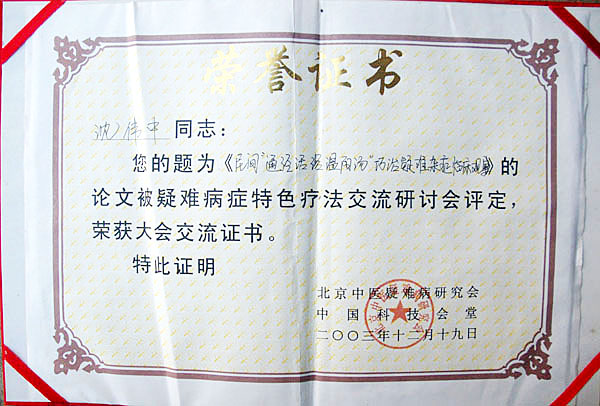 荣誉证书
沈伟中 同志：
您的题为《民间"通经活络温阳汤"巧治疑难杂症临床观察》的
论文被疑难病症特色疗法交流研讨会评定，
荣获大会交流证书。
特此证明
北京中医疑难病研究会
中国科技会堂
二〇〇三年十二月十九日